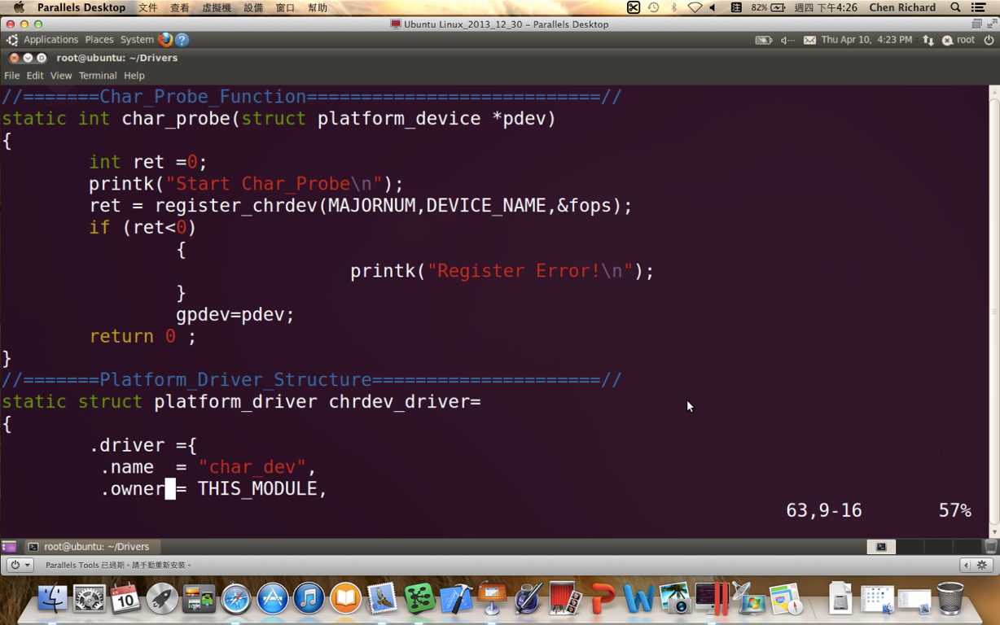 Parallels Desktop 文件 查看 虛擬機 設備 窗口 幫助 82% 週四 下午4:26 Chen Richard
Ubuntu Linux_2013_12_30 – Parallels Desktop
Applications Places System Thu Apr 10, 4:23 PM root
root@ubuntu: ~/Drivers
File Edit View Terminal Help
//=======Char_Probe_Function===========================//
static int char_probe(struct platform_device *pdev)
{
int ret =0;
printk("Start Char_Probe\n");
ret = register_chrdev(MAJORNUM,DEVICE_NAME,&fops);
if (ret<0)
{
printk("Register Error!\n");
}
gpdev=pdev;
return 0 ;
}
//=======Platform_Driver_Structure=====================//
static struct platform_driver chrdev_driver=
{
.driver ={
.name  = "char_dev",
.owner = THIS_MODULE,
63,9-16 57%
root@ubuntu: ~/Drivers
Parallels Tools 已過期。請手動重新安裝。
10